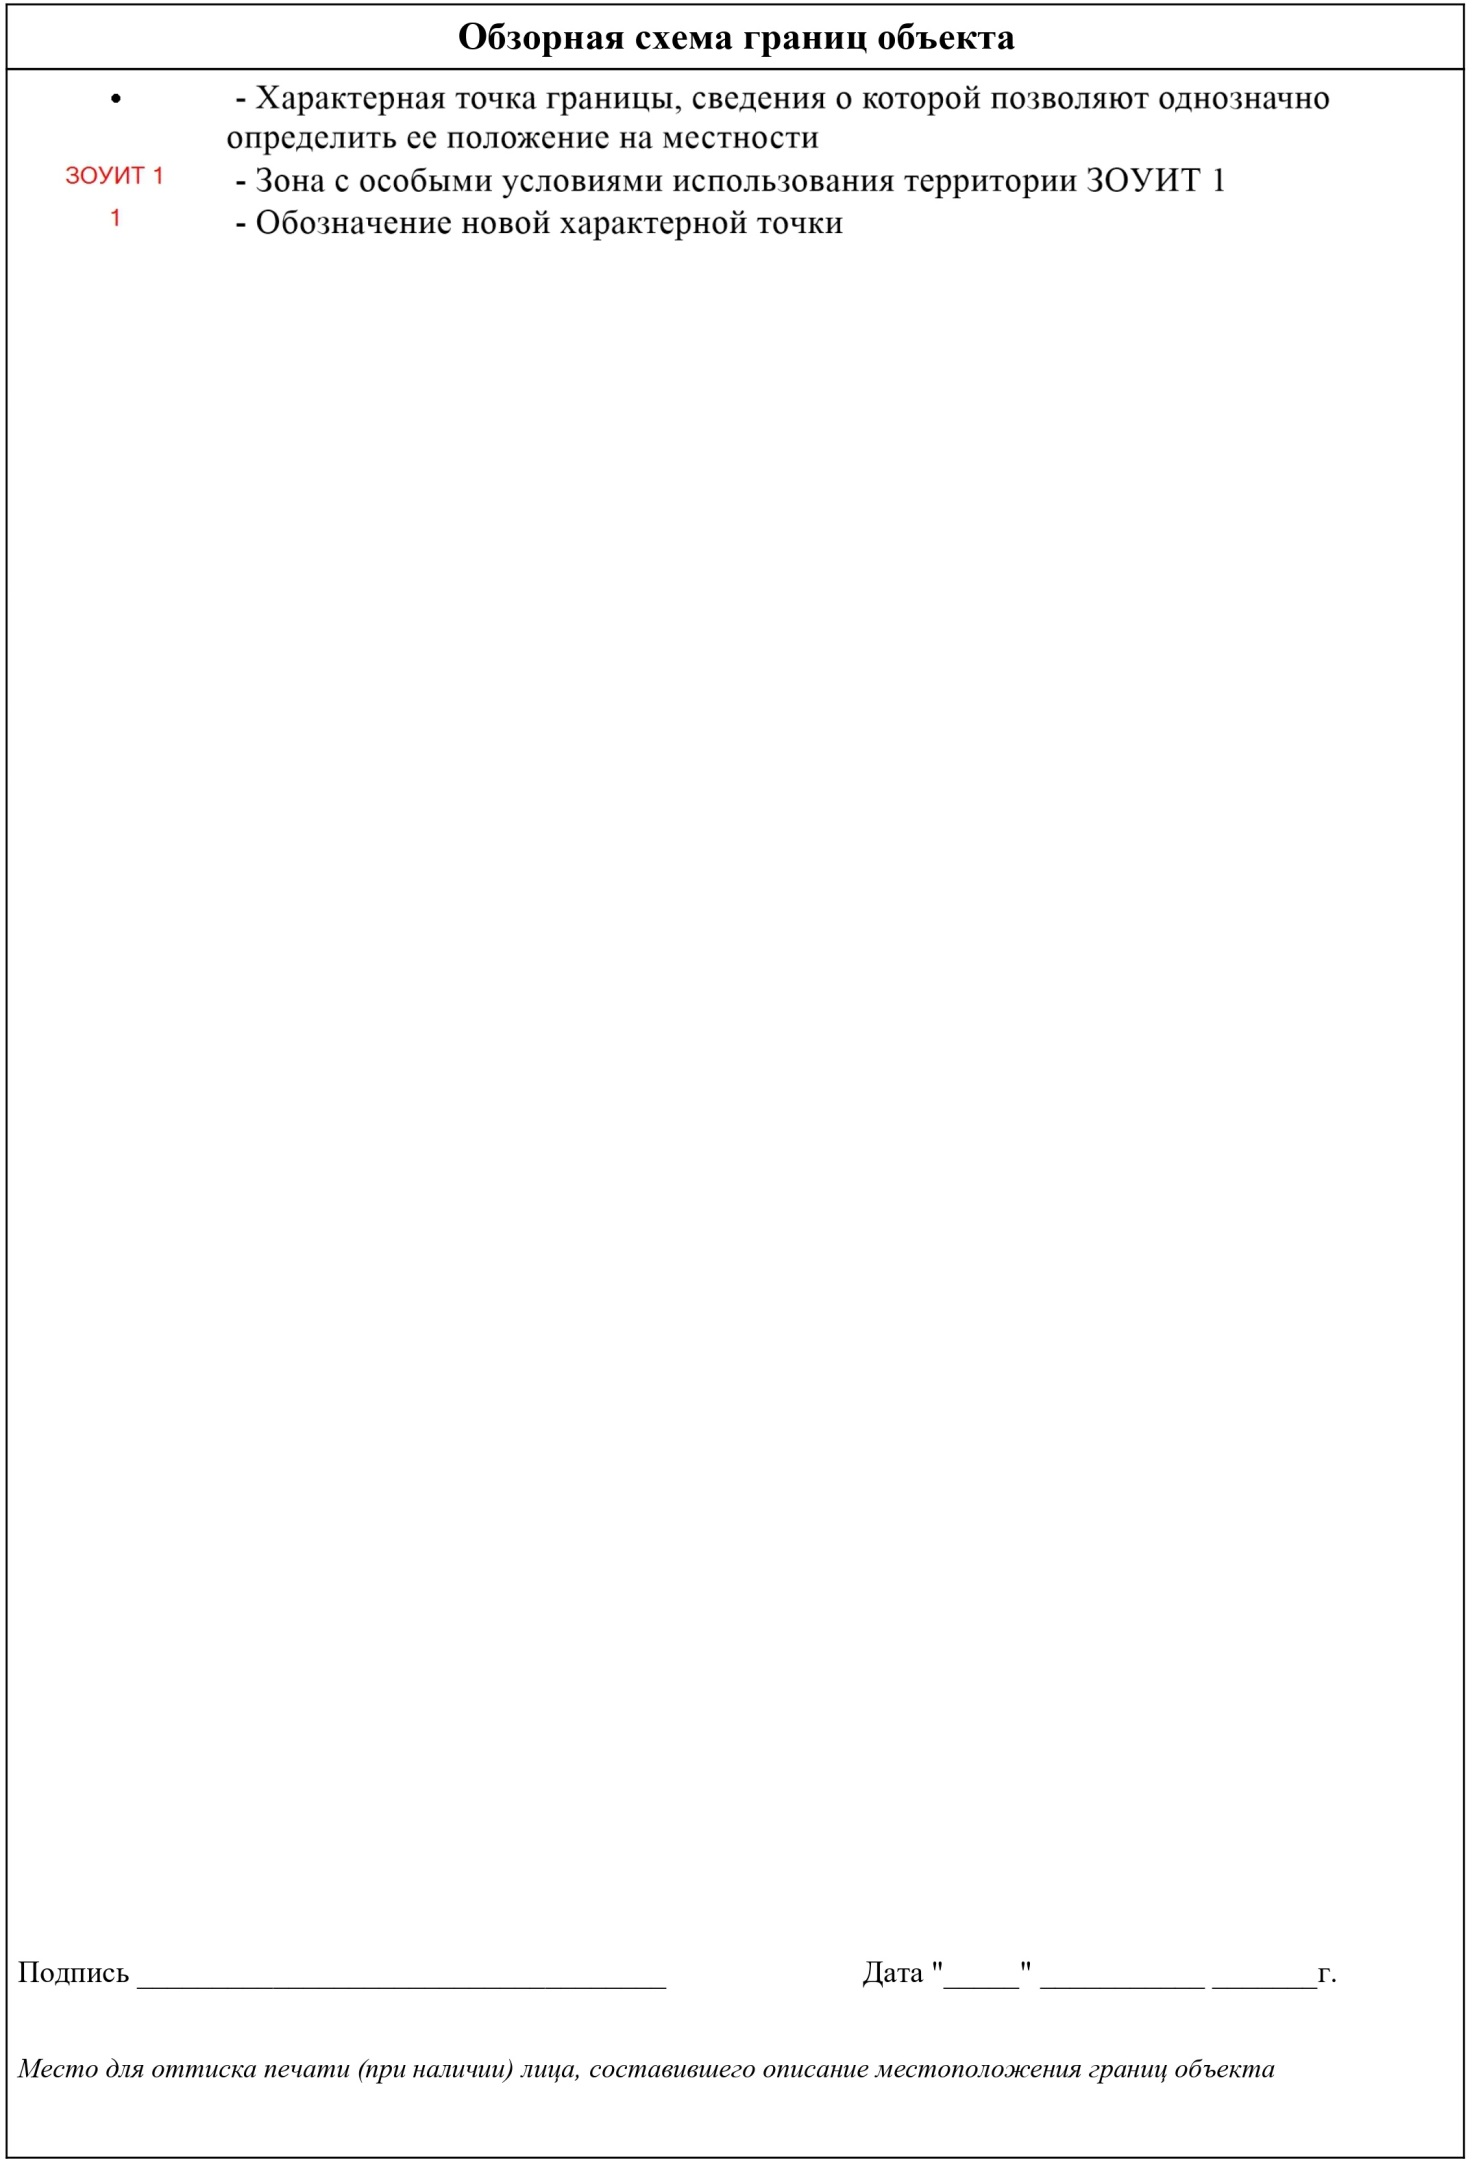 Обзорная схема границ объекта
• - Характерная точка границы, сведения о которой позволяют однозначно
определить ее положение на местности
ЗОУИТ 1 - Зона с особыми условиями использования территории ЗОУИТ 1
1 - Обозначение новой характерной точки
Подпись ___________________________________ Дата "_____" ___________ _______г.
Место для оттиска печати (при наличии) лица, составившего описание местоположения границ объекта